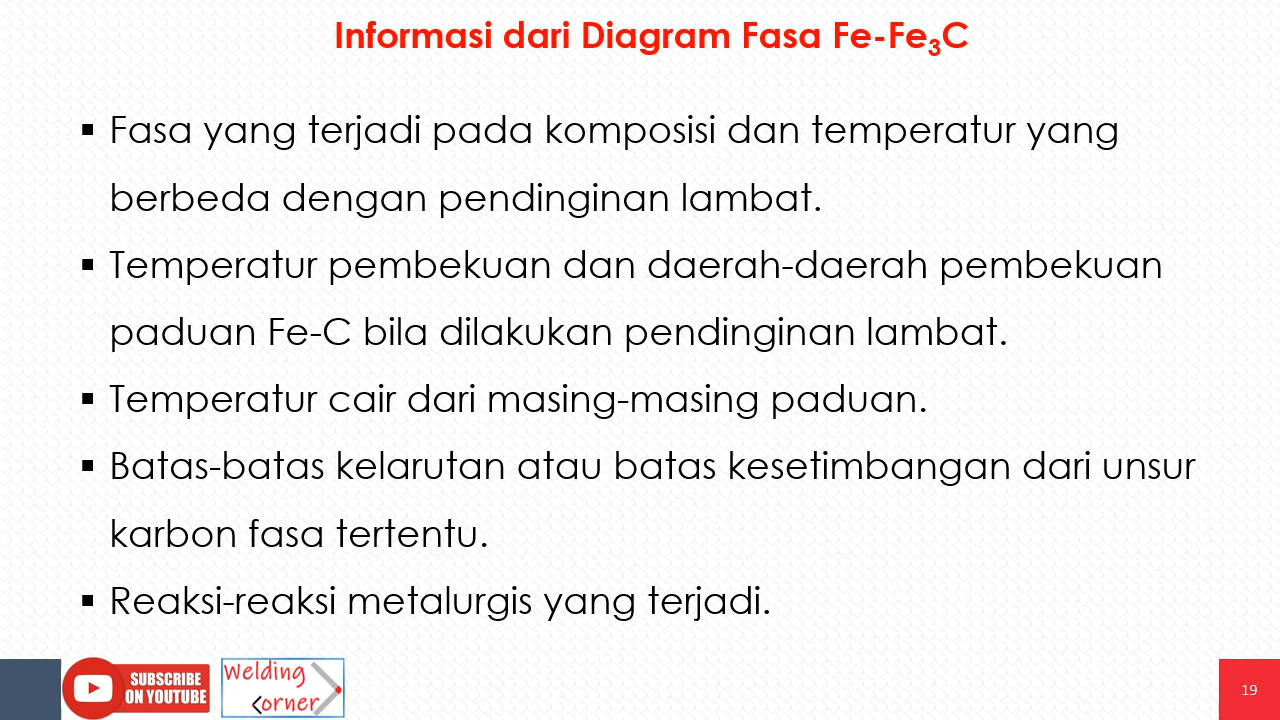 Informasi dari Diagram Fasa Fe-Fe₃C
▪ Fasa yang terjadi pada komposisi dan temperatur yang
berbeda dengan pendinginan lambat.
▪ Temperatur pembekuan dan daerah-daerah pembekuan
paduan Fe-C bila dilakukan pendinginan lambat.
▪ Temperatur cair dari masing-masing paduan.
▪ Batas-batas kelarutan atau batas kesetimbangan dari unsur
karbon fasa tertentu.
▪ Reaksi-reaksi metalurgis yang terjadi.
SUBSCRIBE
ON YOUTUBE
Welding
Corner
19